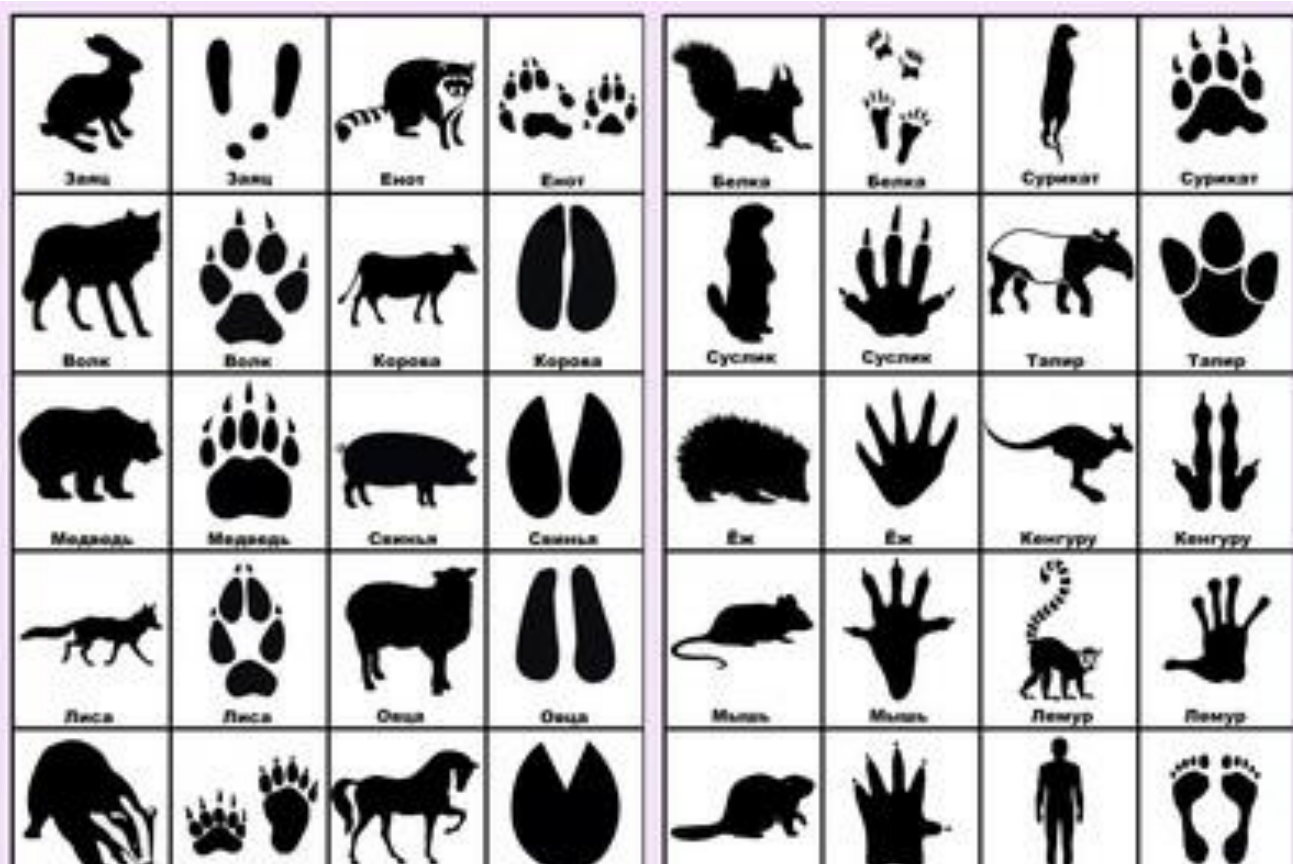 Заяц Заяц Енот Енот Белка Белка Сурикат Сурикат
Волк Волк Корова Корова Суслик Суслик Тапир Тапир
Медведь Медведь Свинья Свинья Ёж Ёж Кенгуру Кенгуру
Лиса Лиса Овца Овца Мышь Мышь Лемур Лемур